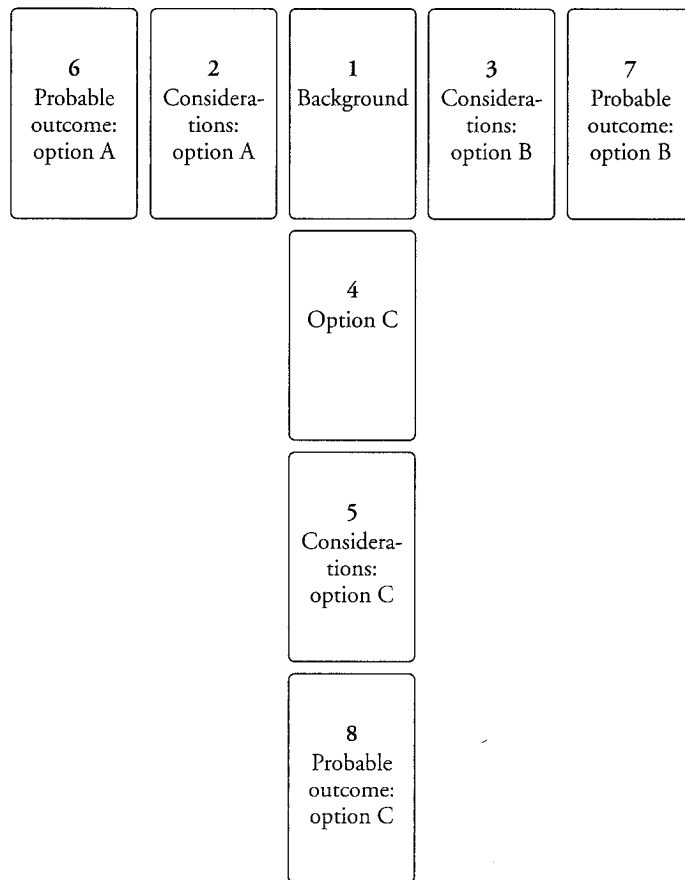 6
Probable
outcome:
option A
2
Considera-
tions:
option A
1
Background
3
Considera-
tions:
option B
7
Probable
outcome:
option B
4
Option C
5
Considera-
tions:
option C
8
Probable
outcome:
option C